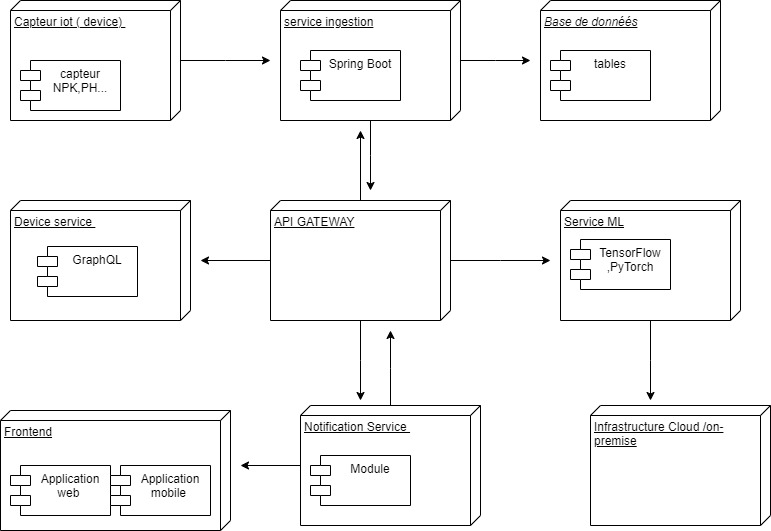 Capteur iot ( device)
capteur
NPK,PH...
service ingestion
Spring Boot
Base de donnéés
tables
Device service
GraphQL
API GATEWAY
Service ML
TensorFlow
,PyTorch
Frontend
Application
web
Application
mobile
Notification Service
Module
Infrastructure Cloud /on-
premise